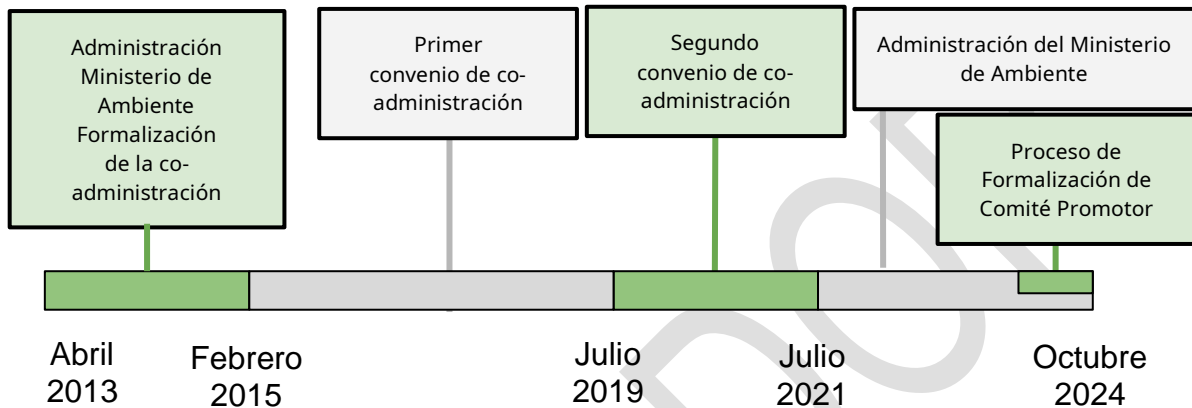 Administración
Ministerio de
Ambiente
Formalización
de la co-
administración
Primer
convenio de co-
administración
Segundo
convenio de co-
administración
Administración del Ministerio
de Ambiente
Proceso de
Formalización de
Comité Promotor
Abril
2013
Febrero
2015
Julio
2019
Julio
2021
Octubre
2024